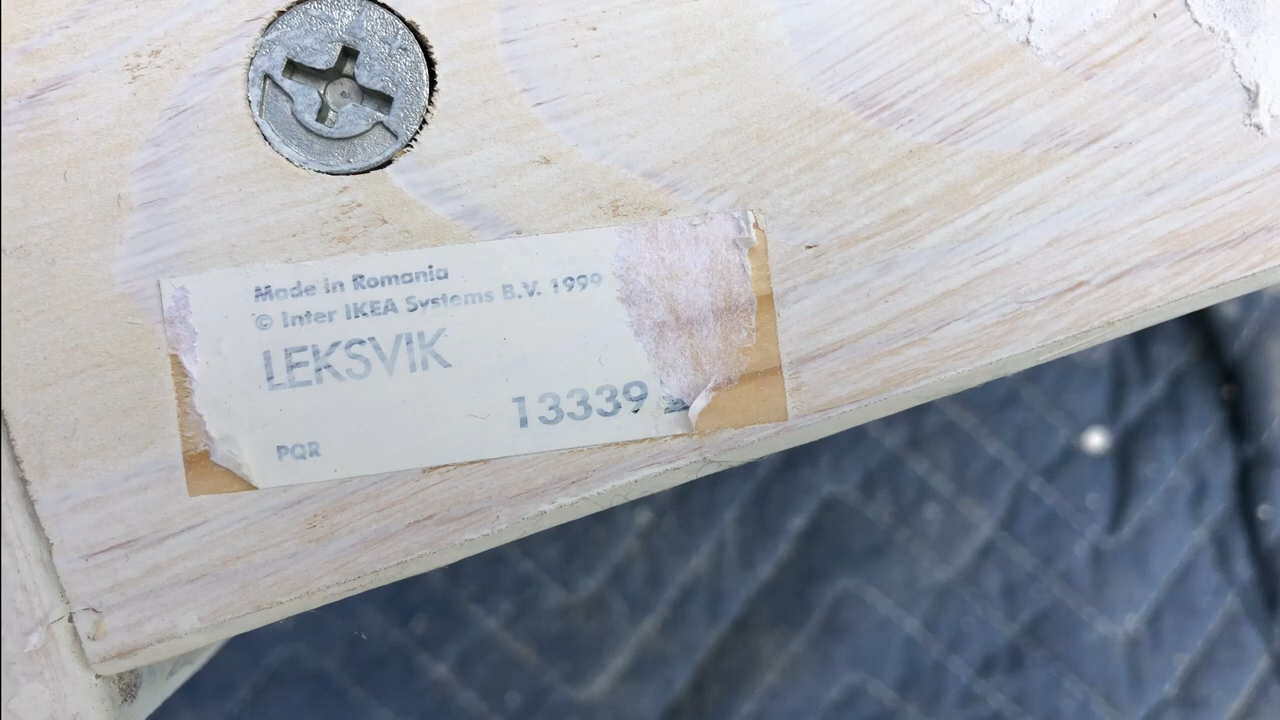 Made in Romania
© Inter IKEA Systems B.V. 1999
LEKSVIK
13339
PQR